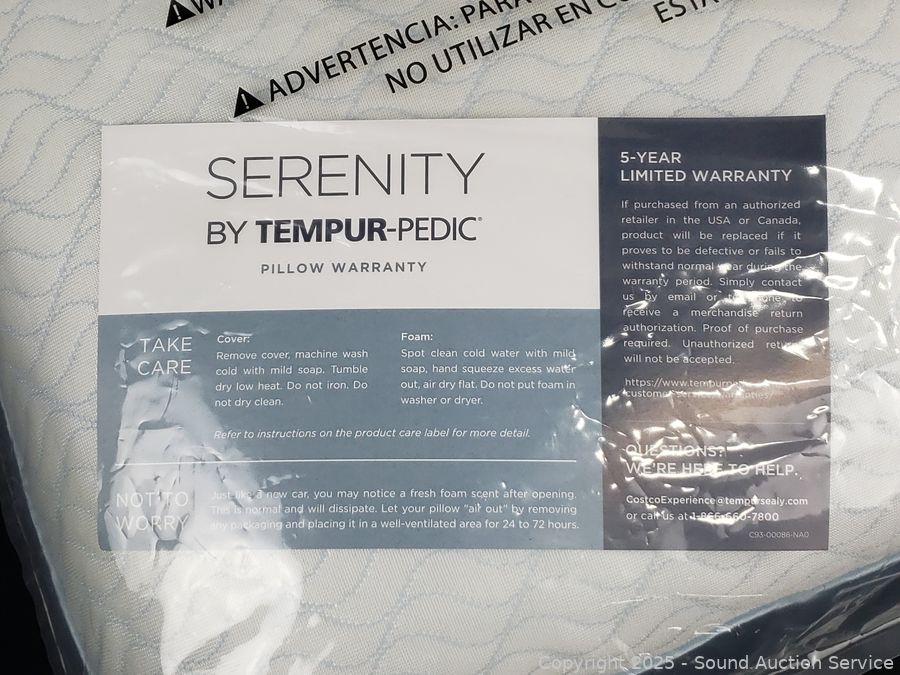 ⚠WA
⚠ADVERTENCIA: PARA
NO UTILIZAR EN
ESTA
SERENITY
BY TEMPUR-PEDIC®
PILLOW WARRANTY
TAKE
CARE
Cover:
Remove cover, machine wash
cold with mild soap. Tumble
dry low heat. Do not iron. Do
not dry clean.
Foam:
Spot clean cold water with mild
soap, hand squeeze excess water
out, air dry flat. Do not put foam in
washer or dryer.
Refer to instructions on the product care label for more detail.
NOT TO
WORRY
Just like a new car, you may notice a fresh foam scent after opening.
This is normal and will dissipate. Let your pillow "air out" by removing
any packaging and placing it in a well-ventilated area for 24 to 72 hours.
5-YEAR
LIMITED WARRANTY
If purchased from an authorized
retailer in the USA or Canada,
product will be replaced if it
proves to be defective or fails to
withstand normal wear during the
warranty period. Simply contact
us by email or telephone to
receive a merchandise return
authorization. Proof of purchase
required. Unauthorized returns
will not be accepted.
https://www.tempurpe
QUESTIONS?
WE'RE HERE TO HELP.
CostcoExperience@tempursealy.com
or call us at 1-866-660-7800
C93-00086-NA0
Copyright 2025 - Sound Auction Service